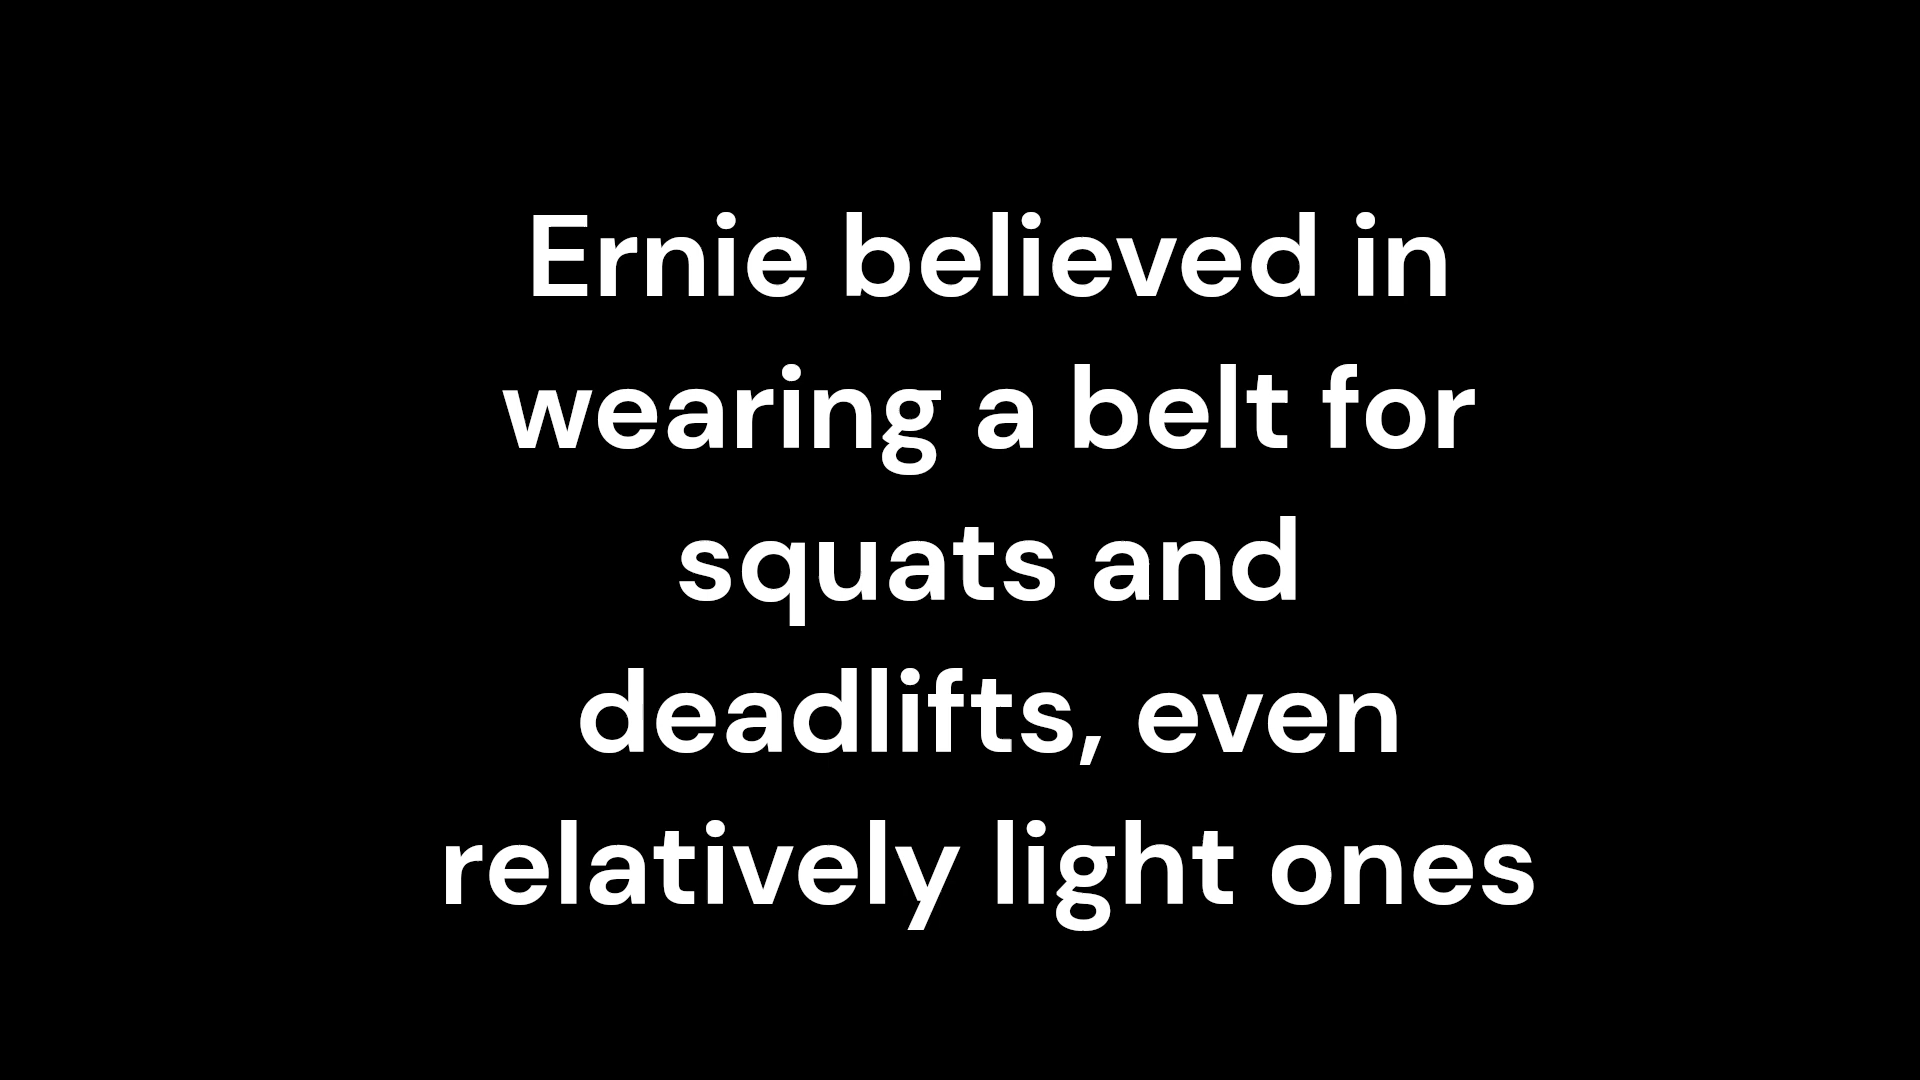 Ernie believed in
wearing a belt for
squats and
deadlifts, even
relatively light ones